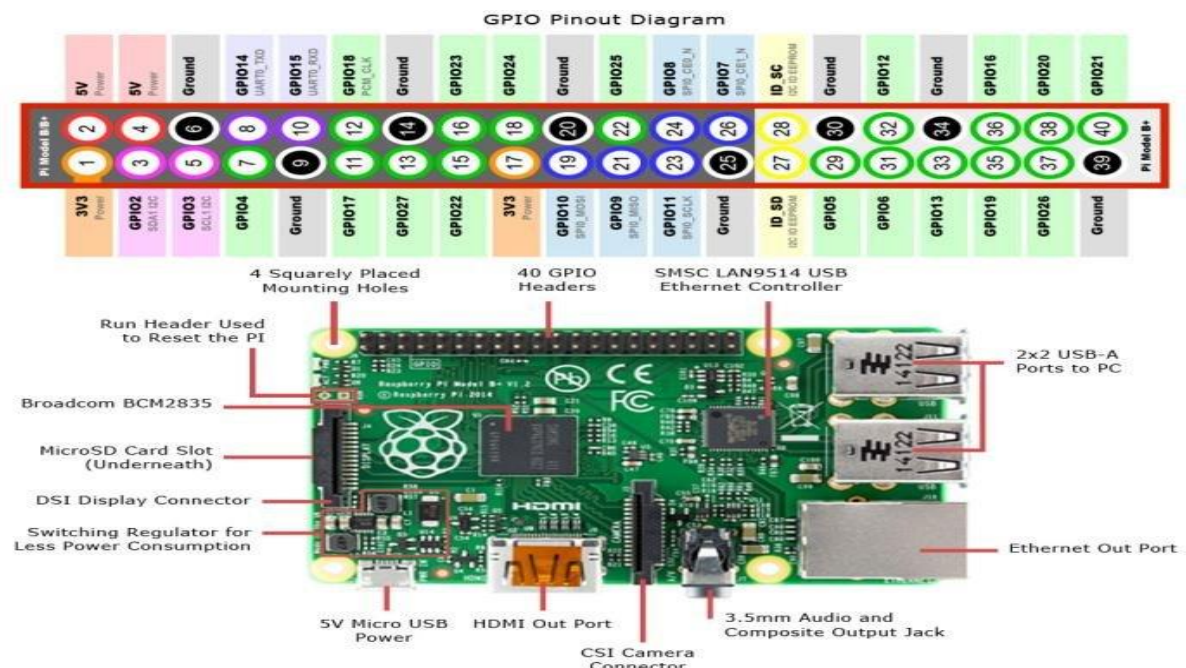 GPIO Pinout Diagram
5V
Power
5V
Power
Ground
GPIO14
UART0_TXD
GPIO15
UART0_RXD
GPIO18
PCM_CLK
Ground
GPIO23
GPIO24
Ground
GPIO25
GPIO8
SPI0_CE0_N
GPIO7
SPI0_CE1_N
ID_SC
I2C ID EEPROM
Ground
GPIO12
Ground
GPIO16
GPIO20
GPIO21
Pi Model B/B+
2 4 6 8 10 12 14 16 18 20 22 24 26 28 30 32 34 36 38 40
1 3 5 7 9 11 13 15 17 19 21 23 25 27 29 31 33 35 37 39
Pi Model B+
3V3
Power
GPIO2
SDA1 I2C
GPIO3
SCL1 I2C
GPIO4
Ground
GPIO17
GPIO27
GPIO22
3V3
Power
GPIO10
SPI0_MOSI
GPIO9
SPI0_MISO
GPIO11
SPI0_SCLK
Ground
ID_SD
I2C ID EEPROM
GPIO5
GPIO6
GPIO13
GPIO19
GPIO26
Ground
4 Squarely Placed
Mounting Holes
40 GPIO
Headers
SMSC LAN9514 USB
Ethernet Controller
Run Header Used
to Reset the PI
2x2 USB-A
Ports to PC
Broadcom BCM2835
MicroSD Card Slot
(Underneath)
DSI Display Connector
Switching Regulator for
Less Power Consumption
GPIO
Raspberry Pi Model B+ V1.2
© Raspberry Pi 2014
Pb
CE
FC
14122
14122
USB
USB
DISPLAY
HDMI
CAMERA
Ethernet Out Port
5V Micro USB
Power
HDMI Out Port
CSI Camera
Connector
3.5mm Audio and
Composite Output Jack